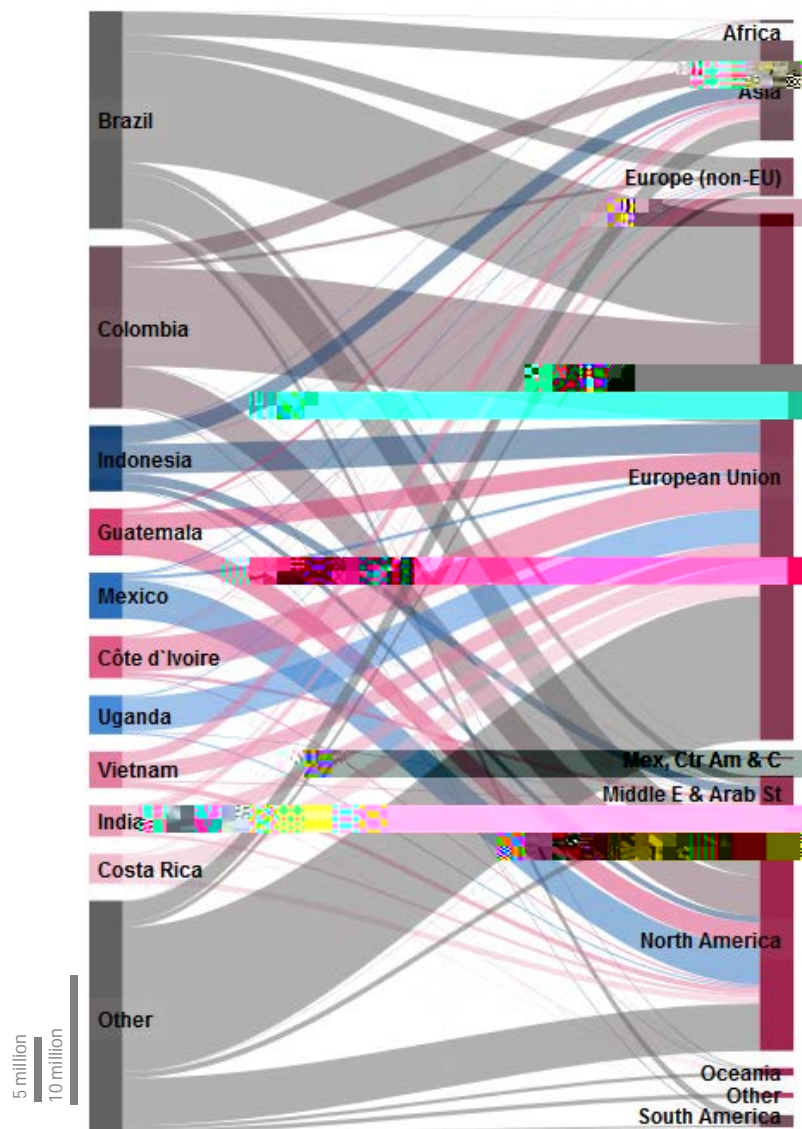 Africa
Brazil
Asia
Europe (non-EU)
Colombia
Indonesia
European Union
Guatemala
Mexico
Côte d`Ivoire
Uganda
Vietnam
Mex, Ctr Am & C
Middle E & Arab St
India
Costa Rica
North America
Other
5 million
10 million
Oceania
Other
South America